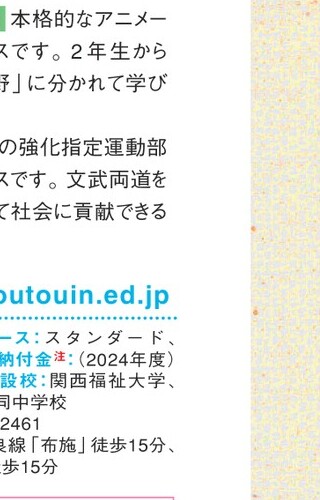 本格的なアニメー
スです。2年生から
野」に分かれて学び
の強化指定運動部
スです。文武両道を
て社会に貢献できる
outouin.ed.jp
ース:スタンダード、
納付金注:(2024年度)
設校:関西福祉大学、
同中学校
2461
良線「布施」徒歩15分、
歩15分